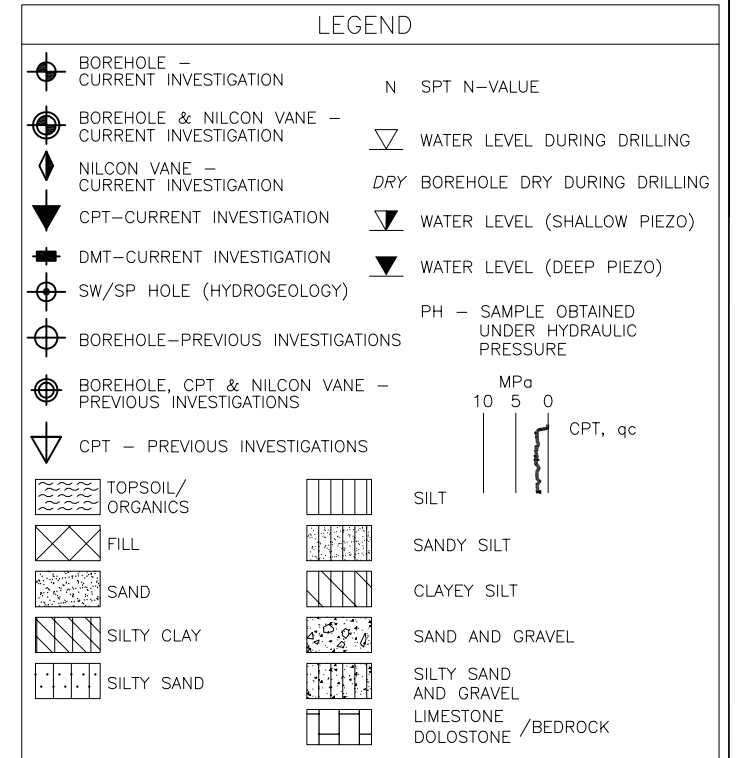 LEGEND
BOREHOLE –
CURRENT INVESTIGATION
BOREHOLE & NILCON VANE –
CURRENT INVESTIGATION
NILCON VANE –
CURRENT INVESTIGATION
CPT–CURRENT INVESTIGATION
DMT–CURRENT INVESTIGATION
SW/SP HOLE (HYDROGEOLOGY)
BOREHOLE–PREVIOUS INVESTIGATIONS
BOREHOLE, CPT & NILCON VANE –
PREVIOUS INVESTIGATIONS
CPT – PREVIOUS INVESTIGATIONS
N SPT N–VALUE
WATER LEVEL DURING DRILLING
DRY BOREHOLE DRY DURING DRILLING
WATER LEVEL (SHALLOW PIEZO)
WATER LEVEL (DEEP PIEZO)
PH – SAMPLE OBTAINED
UNDER HYDRAULIC
PRESSURE
MPa
10 5 0
CPT, qc
TOPSOIL/
ORGANICS
FILL
SAND
SILTY CLAY
SILTY SAND
SILT
SANDY SILT
CLAYEY SILT
SAND AND GRAVEL
SILTY SAND
AND GRAVEL
LIMESTONE
DOLOSTONE /BEDROCK